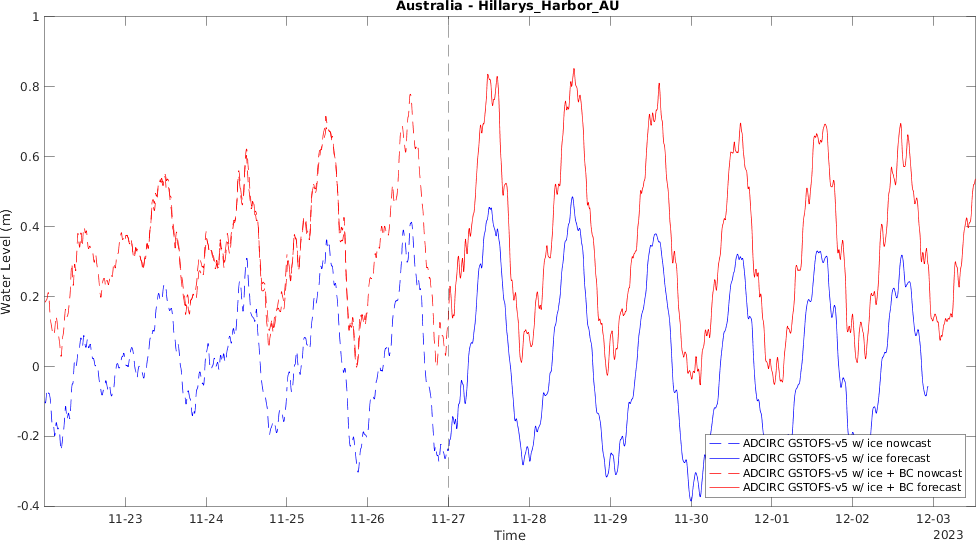 Australia - Hillarys_Harbor_AU
1
0.8
0.6
0.4
0.2
0
-0.2
-0.4
Water Level (m)
11-23 11-24 11-25 11-26 11-27 11-28 11-29 11-30 12-01 12-02 12-03
2023
Time
ADCIRC GSTOFS-v5 w/ ice nowcast
ADCIRC GSTOFS-v5 w/ ice forecast
ADCIRC GSTOFS-v5 w/ ice + BC nowcast
ADCIRC GSTOFS-v5 w/ ice + BC forecast